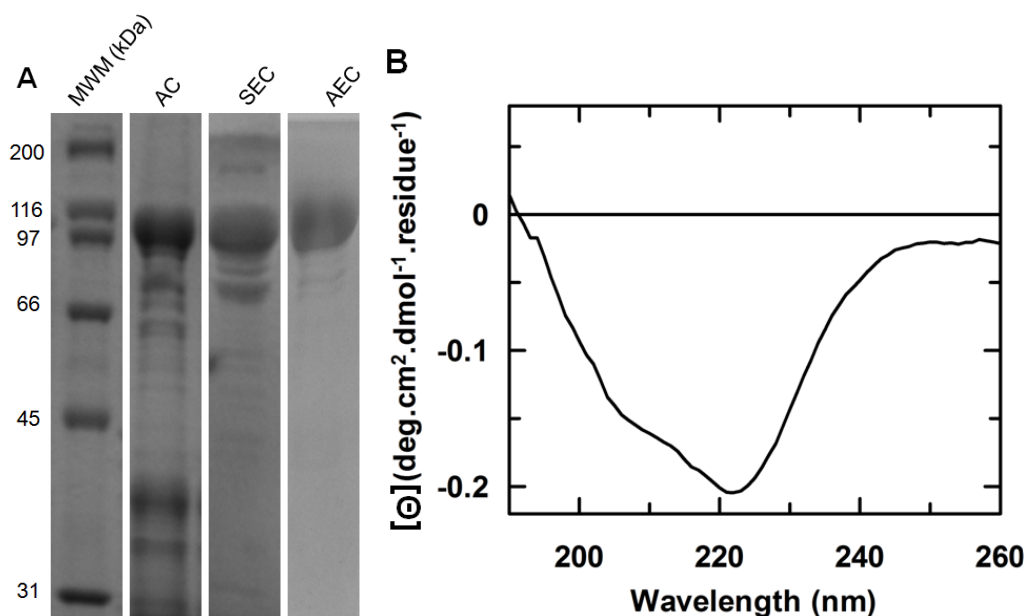 A
MWM (kDa)
AC
SEC
AEC
200
116
97
66
45
31
B
[Θ](deg.cm².dmol⁻¹.residue⁻¹)
0
-0.1
-0.2
200
220
240
260
Wavelength (nm)